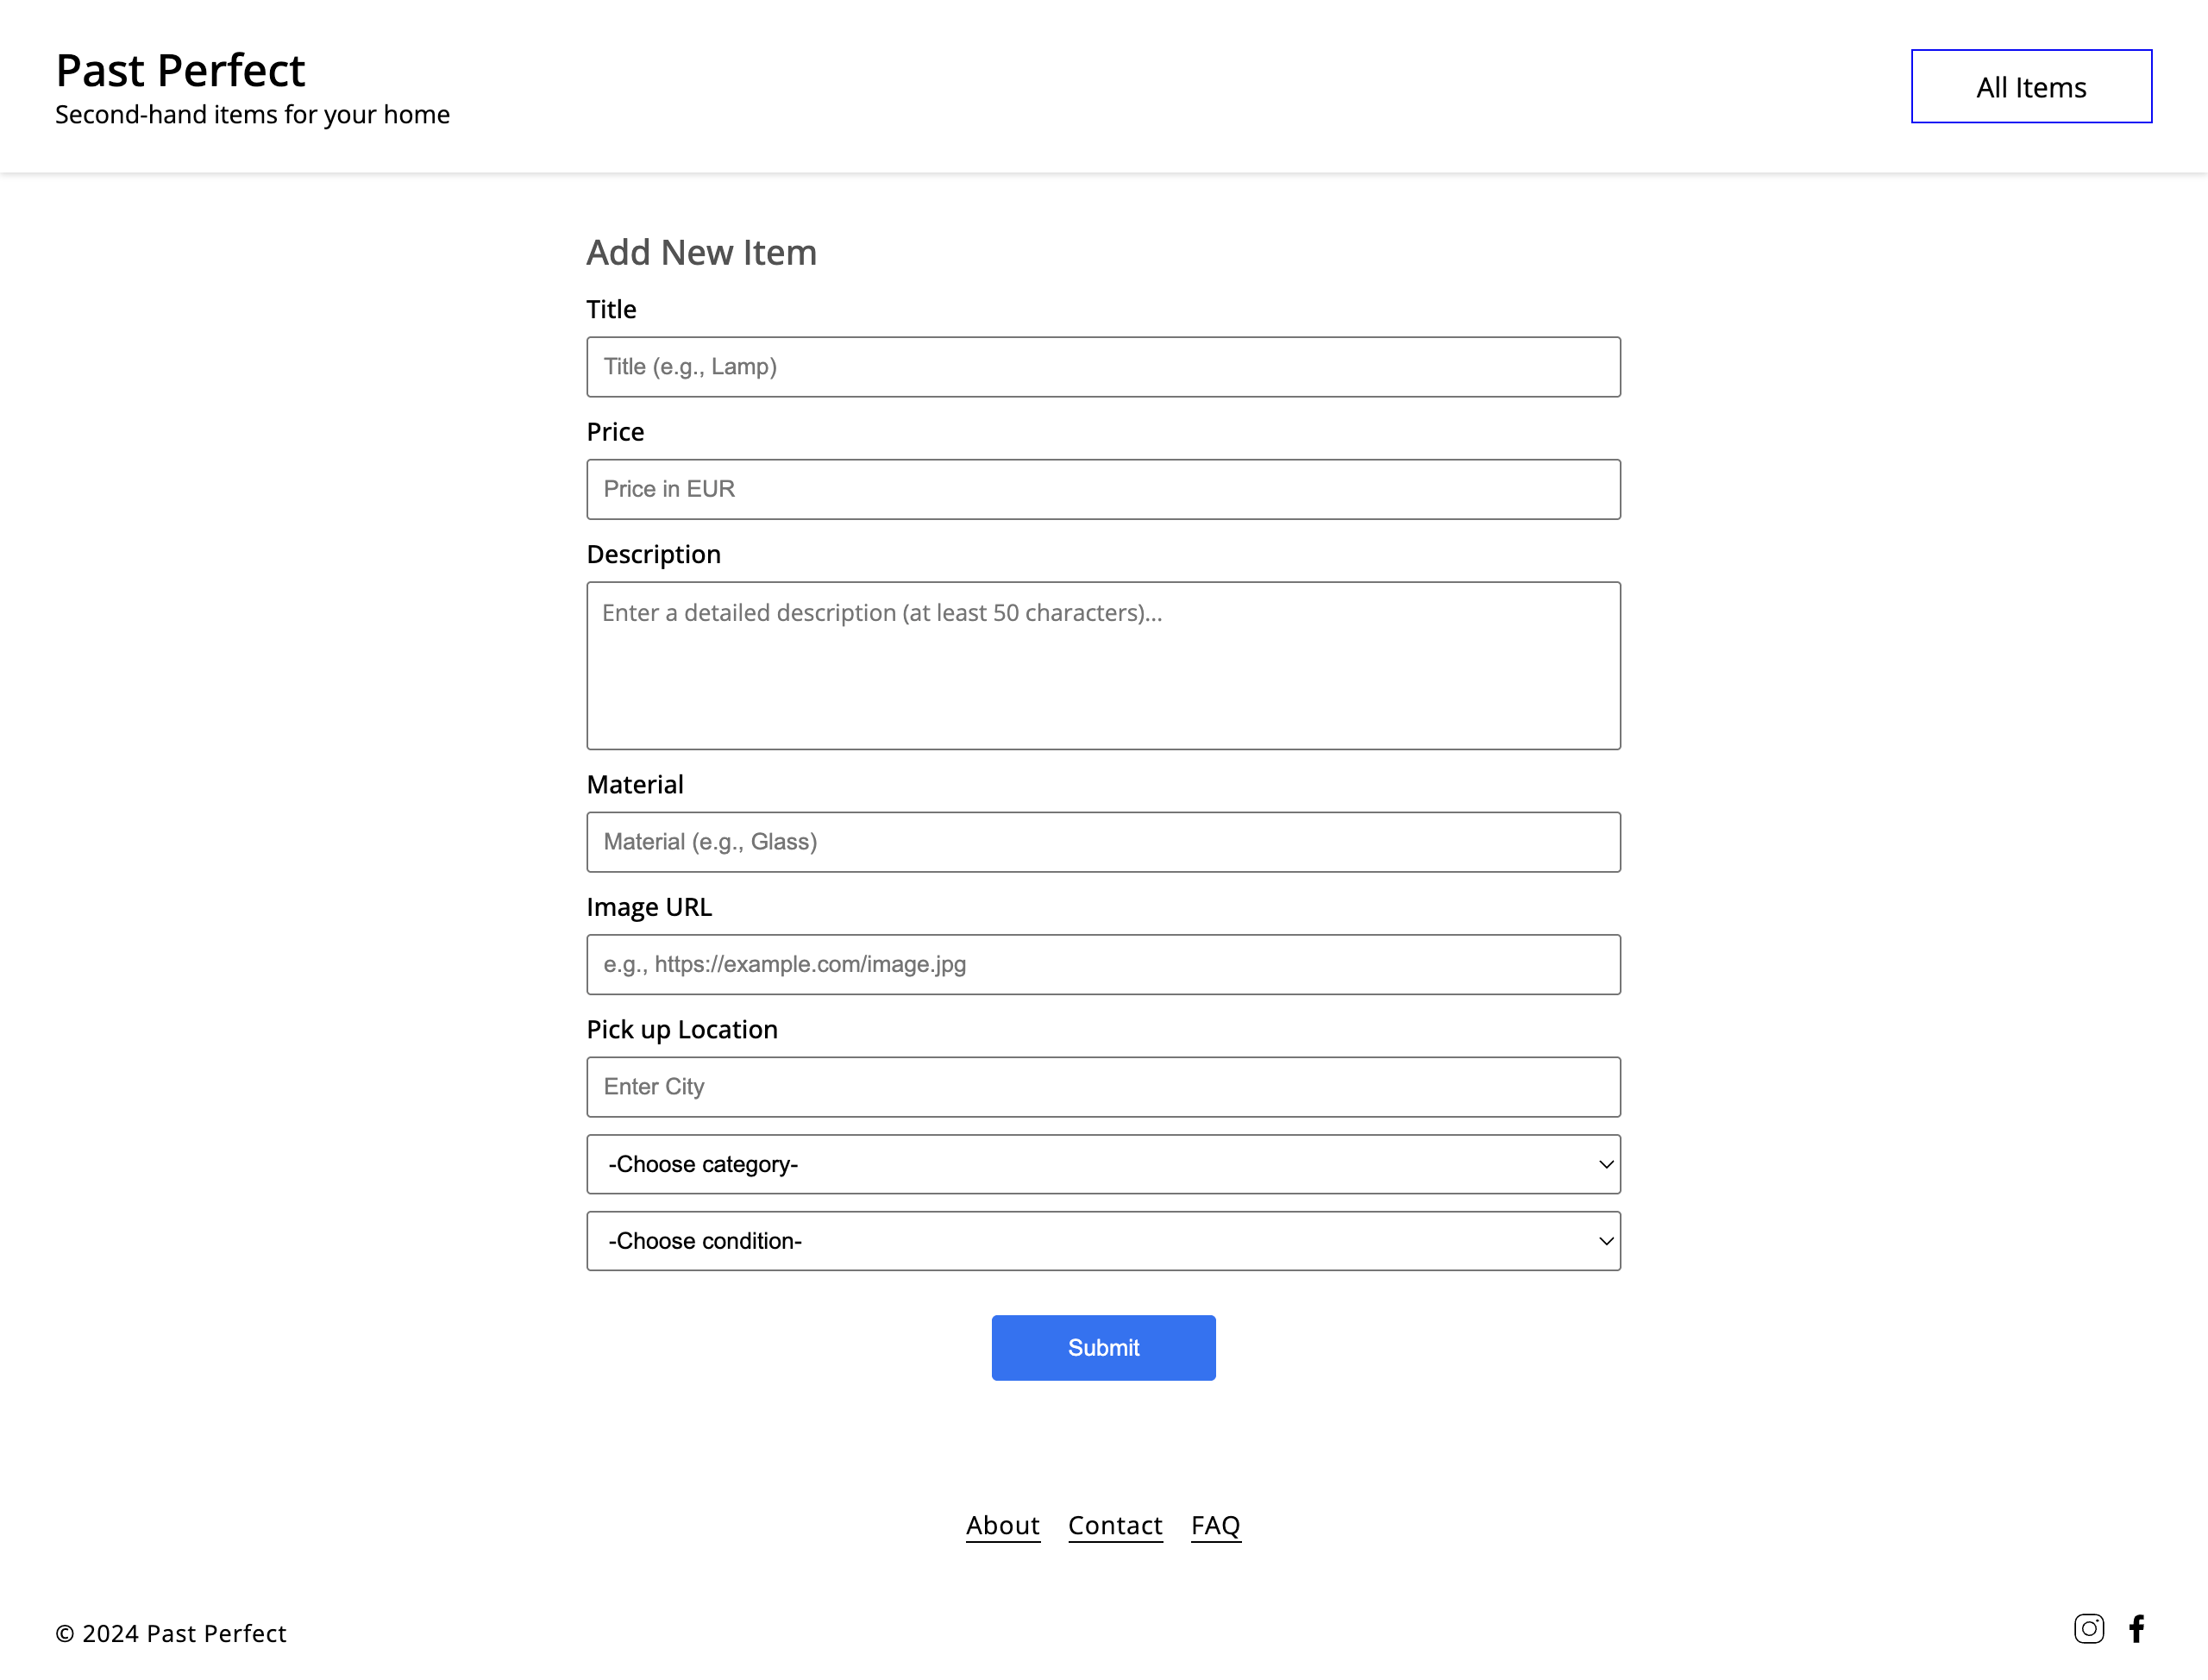 Past Perfect
Second-hand items for your home
All Items
Add New Item
Title
Title (e.g., Lamp)
Price
Price in EUR
Description
Enter a detailed description (at least 50 characters)...
Material
Material (e.g., Glass)
Image URL
e.g., https://example.com/image.jpg
Pick up Location
Enter City
-Choose category-
-Choose condition-
Submit
About Contact FAQ
© 2024 Past Perfect